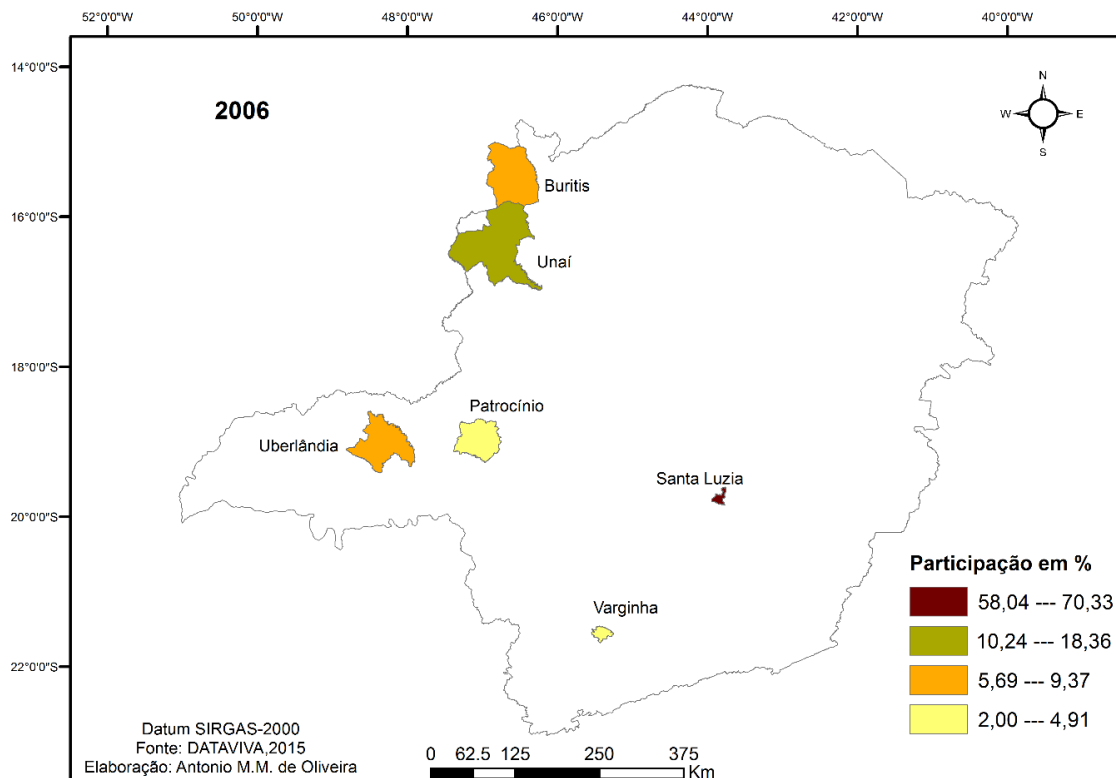 52°0'0"W
50°0'0"W
48°0'0"W
46°0'0"W
44°0'0"W
42°0'0"W
40°0'0"W
14°0'0"S
2006
N
W
E
S
Buritis
16°0'0"S
Unaí
18°0'0"S
Patrocínio
Uberlândia
Santa Luzia
20°0'0"S
Participação em %
58,04 --- 70,33
Varginha
10,24 --- 18,36
22°0'0"S
5,69 --- 9,37
2,00 --- 4,91
Datum SIRGAS-2000
Fonte: DATAVIVA,2015
Elaboração: Antonio M.M. de Oliveira
0 62.5 125 250 375
Km